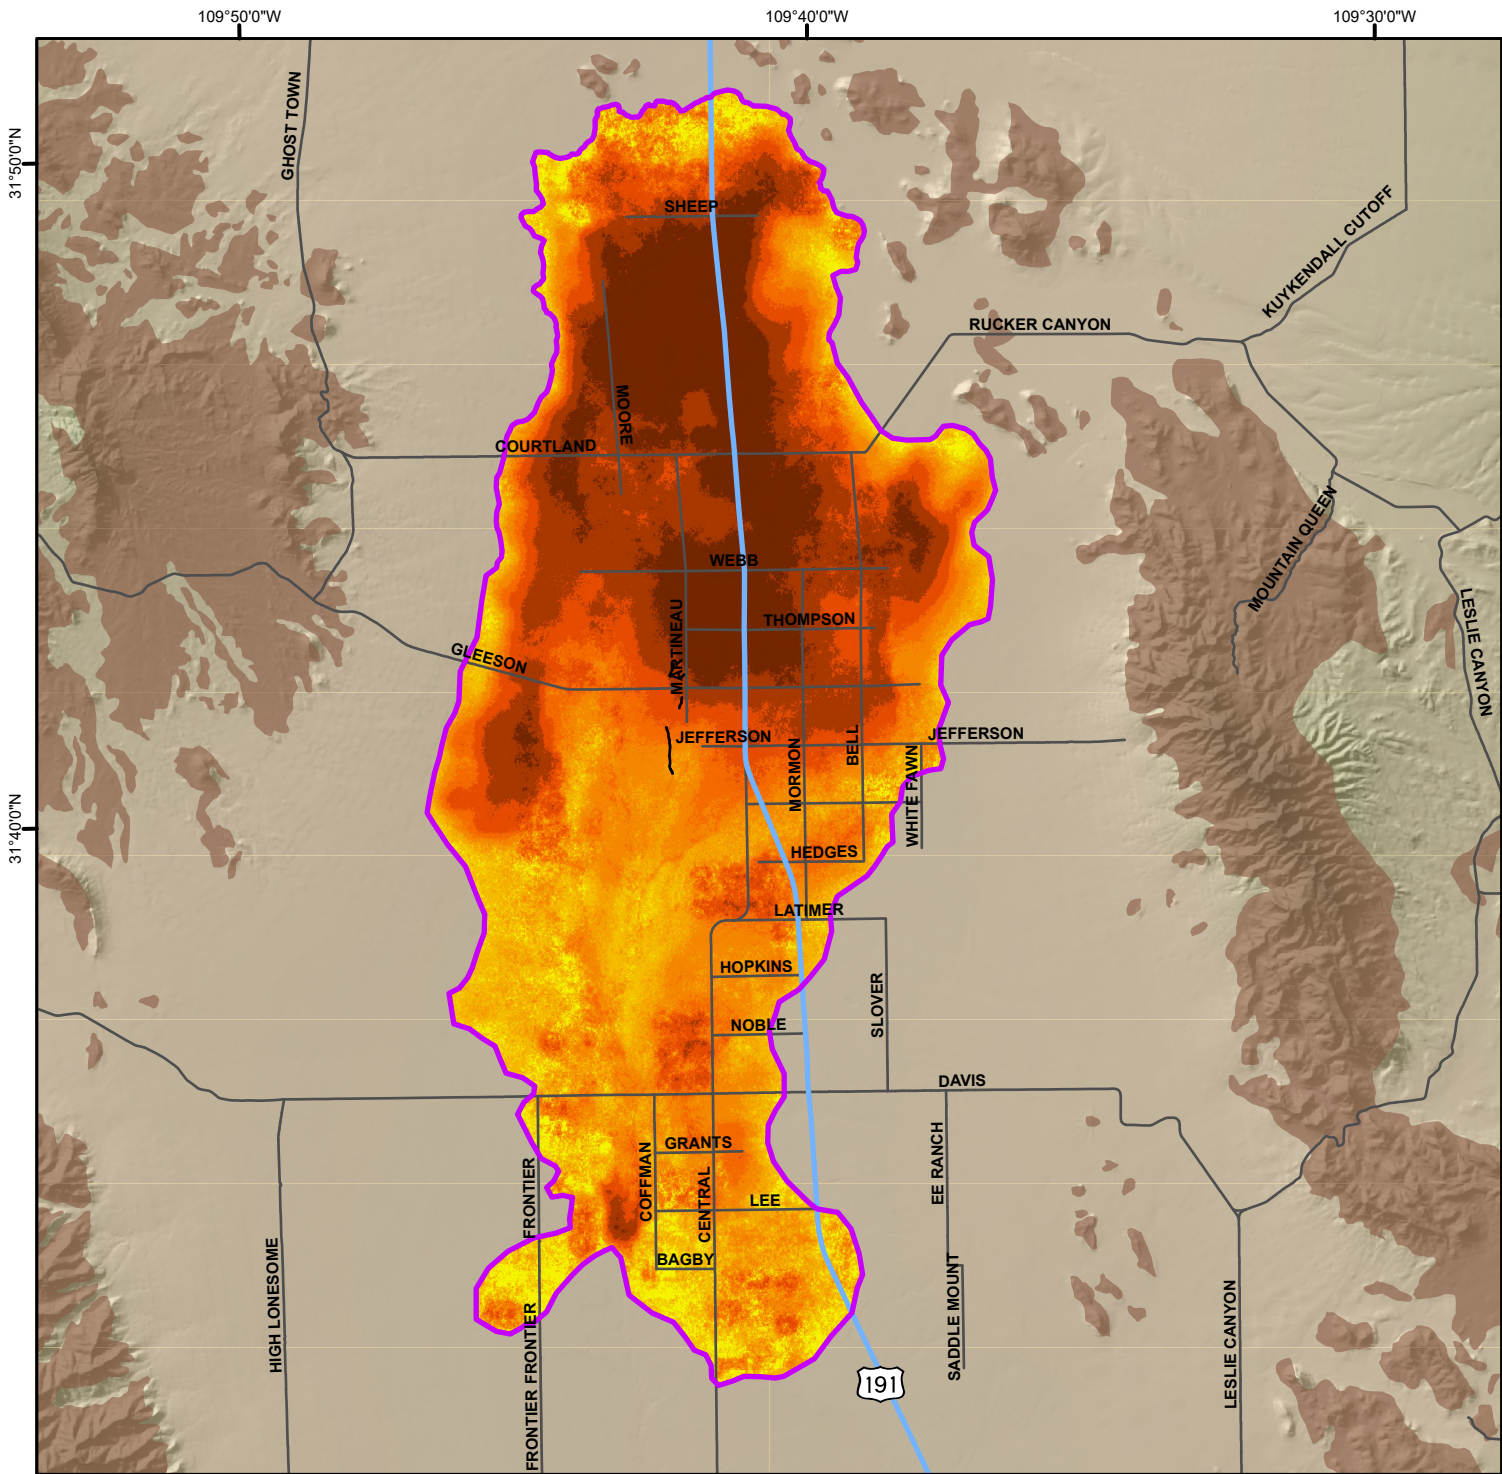 109°50'0"W
109°40'0"W
109°30'0"W
31°50'0"N
31°40'0"N
GHOST TOWN
SHEEP
KUYKENDALL CUTOFF
RUCKER CANYON
MOORE
COURTLAND
MOUNTAIN QUEEN
WEBB
LESLIE CANYON
THOMPSON
MARTINEAU
GLEESON
JEFFERSON
JEFFERSON
BELL
MORMON
WHITE FAWN
HEDGES
LATIMER
HOPKINS
SLOVER
NOBLE
DAVIS
GRANTS
EE RANCH
COFFMAN
FRONTIER
CENTRAL
LEE
BAGBY
HIGH LONESOME
SADDLE MOUNT
LESLIE CANYON
FRONTIER FRONTIER
191